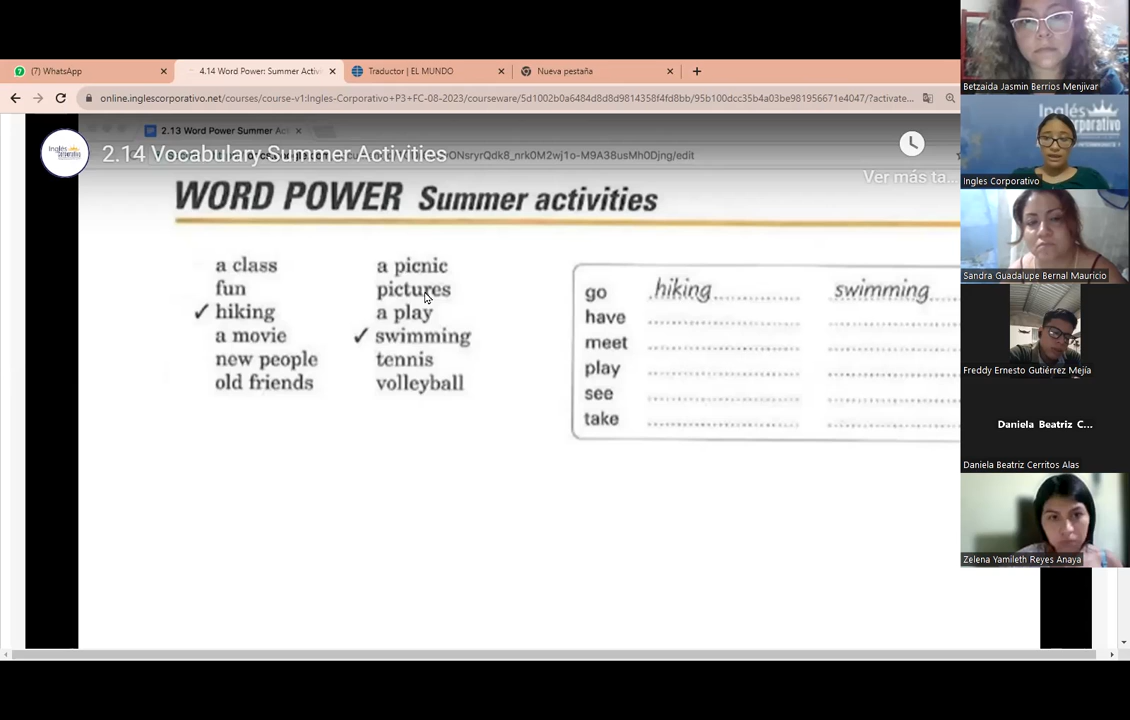 (7) WhatsApp
4.14 Word Power: Summer Activi
Traductor | EL MUNDO
Nueva pestaña
online.inglescorporativo.net/courses/course-v1:Ingles-Corporativo+P3+FC-08-2023/courseware/5d1002b0a6484d8d8d9814358f4fd8bb/95b100dcc35b4a03be981956671e4047/?activate...
2.13 Word Power Summer Act
2.14 Vocabulary Summer Activities
Ver más ta...
WORD POWER Summer activities
a class
fun
✓ hiking
a movie
new people
old friends
a picnic
pictures
a play
✓ swimming
tennis
volleyball
go hiking swimming
have
meet
play
see
take
Betzaida Jasmin Berrios Menjivar
Inglés
Corporativo
Ingles Corporativo
Sandra Guadalupe Bernal Mauricio
Freddy Ernesto Gutiérrez Mejía
Daniela Beatriz C...
Daniela Beatriz Cerritos Alas
Zelena Yamileth Reyes Anaya